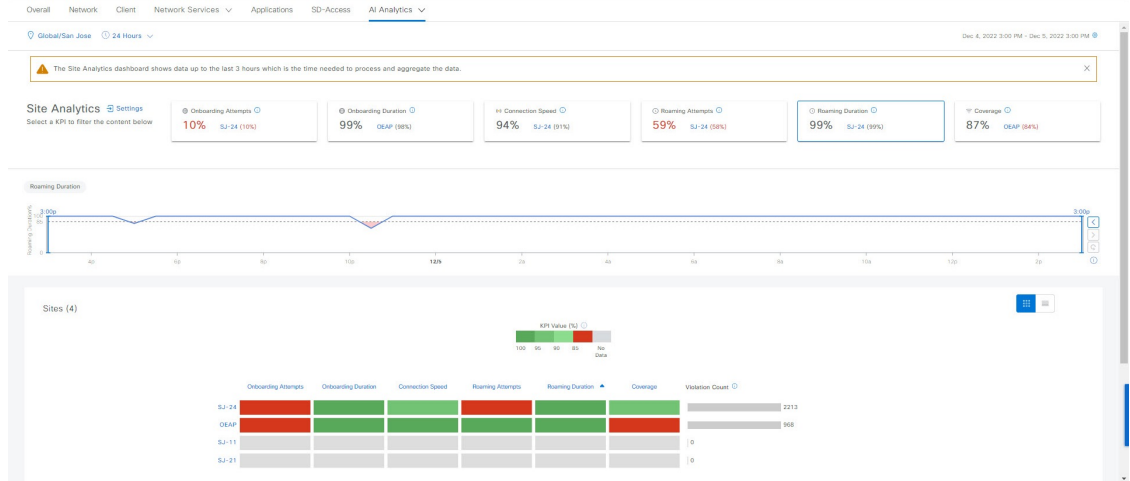 Overall Network Client Network Services Applications SD-Access AI Analytics
Global/San Jose 24 Hours Dec 4, 2022 3:00 PM - Dec 5, 2022 3:00 PM
The Site Analytics dashboard shows data up to the last 3 hours which is the time needed to process and aggregate the data.
Site Analytics Settings
Select a KPI to filter the content below
Onboarding Attempts
10% SJ-24 (10%)
Onboarding Duration
99% OEAP (98%)
Connection Speed
94% SJ-24 (91%)
Roaming Attempts
59% SJ-24 (58%)
Roaming Duration
99% SJ-24 (99%)
Coverage
87% OEAP (84%)
Roaming Duration
3:00p 3:00p
100
85
0
4p 6p 8p 10p 12/5 2a 4a 6a 8a 10a 12p 2p
Sites (4)
KPI Value (%)
100 95 90 85 No
Data
Onboarding Attempts Onboarding Duration Connection Speed Roaming Attempts Roaming Duration Coverage Violation Count
SJ-24 2213
OEAP 968
SJ-11 0
SJ-21 0